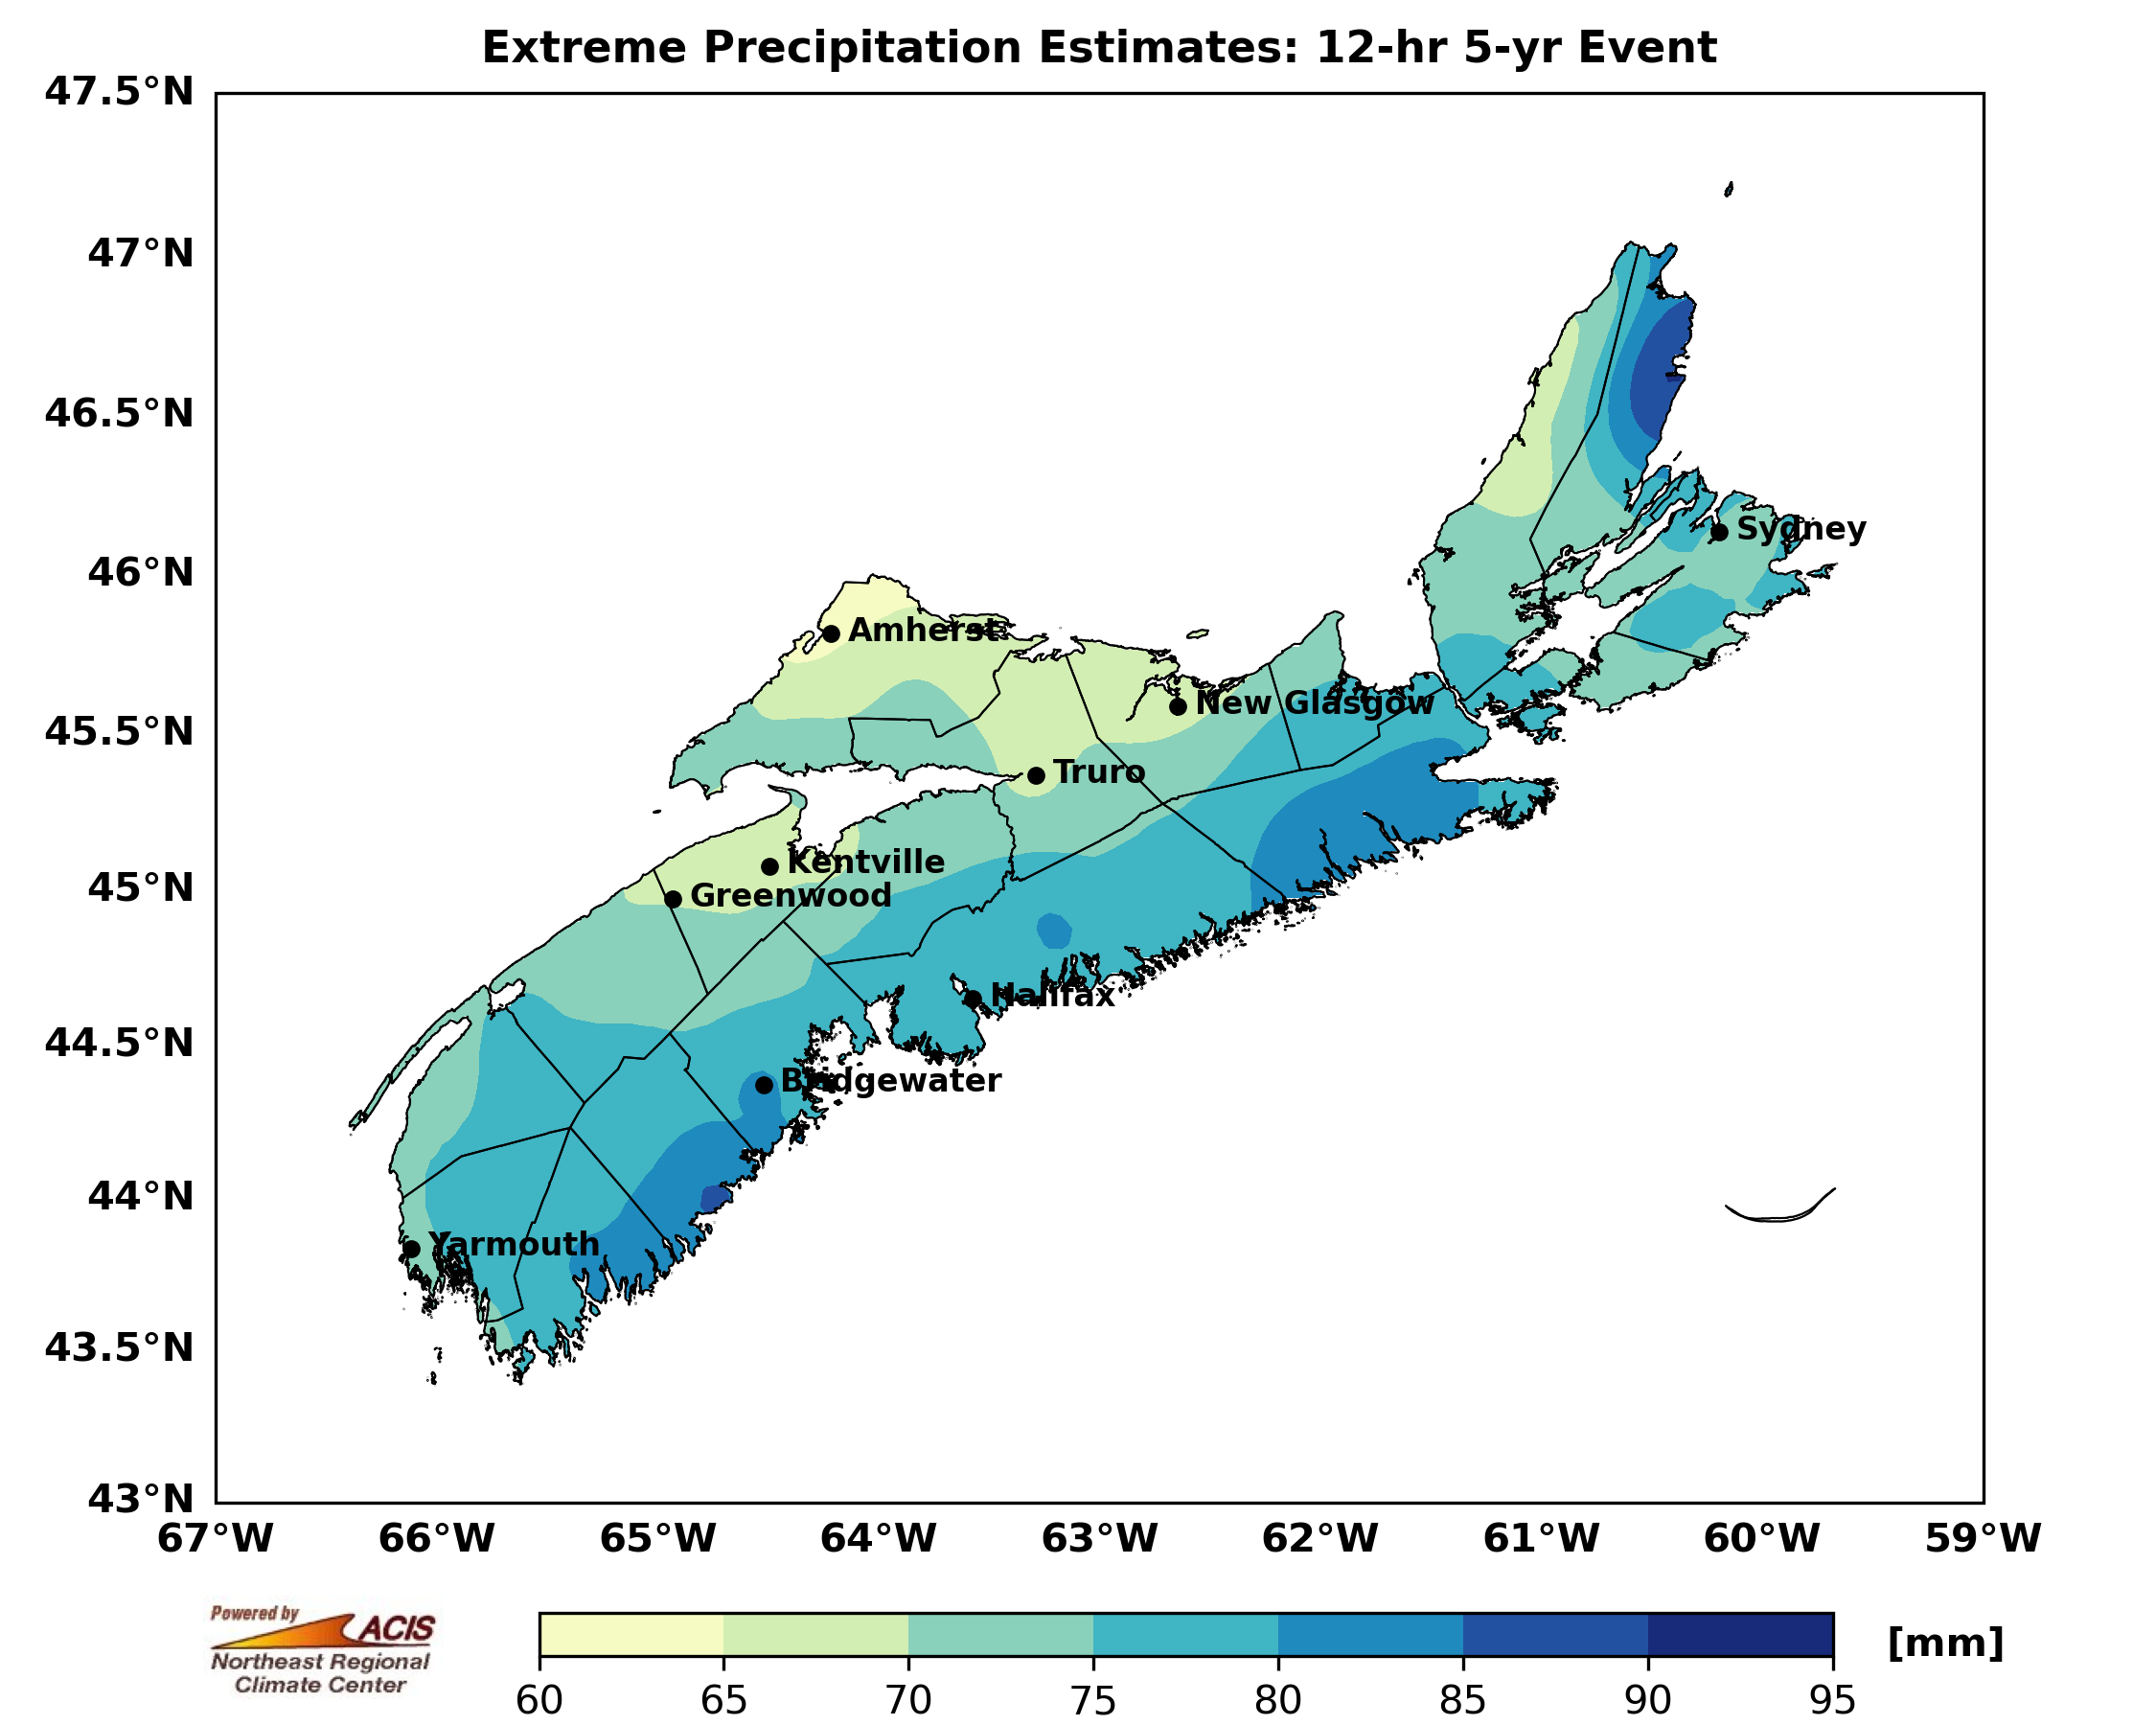 Extreme Precipitation Estimates: 12-hr 5-yr Event
47.5°N
47°N
46.5°N
46°N
45.5°N
45°N
44.5°N
44°N
43.5°N
43°N
Sydney
Amherst
New Glasgow
Truro
Kentville
Greenwood
Halifax
Bridgewater
Yarmouth
67°W 66°W 65°W 64°W 63°W 62°W 61°W 60°W 59°W
Powered by
ACIS
Northeast Regional
Climate Center
[mm]
60 65 70 75 80 85 90 95